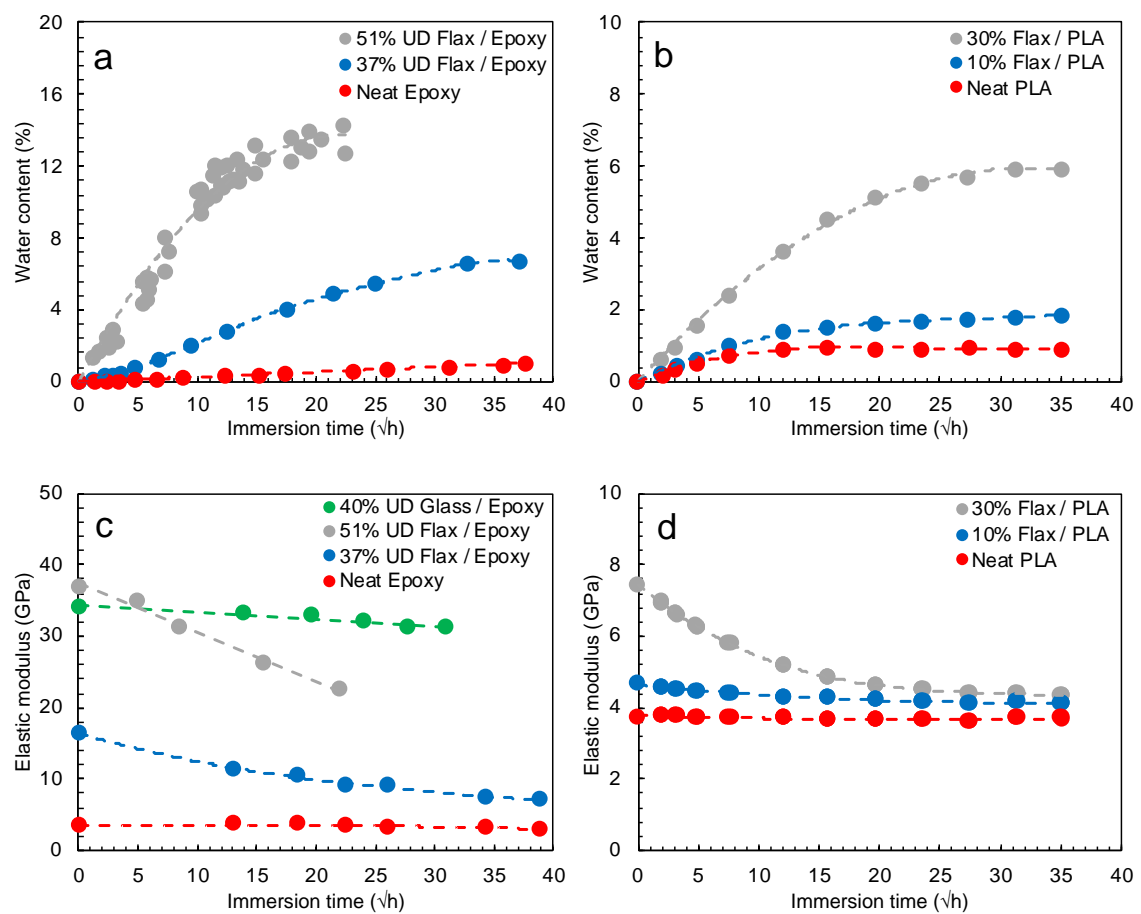 a
51% UD Flax / Epoxy
37% UD Flax / Epoxy
Neat Epoxy
Water content (%)
20
16
12
8
4
0
0 5 10 15 20 25 30 35 40
Immersion time (√h)
b
30% Flax / PLA
10% Flax / PLA
Neat PLA
Water content (%)
10
8
6
4
2
0
0 5 10 15 20 25 30 35 40
Immersion time (√h)
c
40% UD Glass / Epoxy
51% UD Flax / Epoxy
37% UD Flax / Epoxy
Neat Epoxy
Elastic modulus (GPa)
50
40
30
20
10
0
0 5 10 15 20 25 30 35 40
Immersion time (√h)
d
30% Flax / PLA
10% Flax / PLA
Neat PLA
Elastic modulus (GPa)
10
8
6
4
2
0
0 5 10 15 20 25 30 35 40
Immersion time (√h)